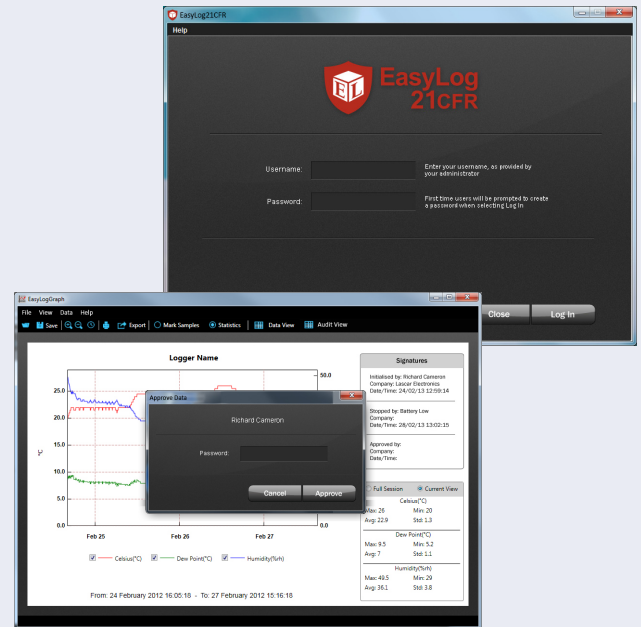 EasyLog21CFR
Help
EL
EasyLog
21CFR
Username:
Enter your username, as provided by
your administrator
Password:
First time users will be prompted to create
a password when selecting Log In
Close
Log In
EasyLogGraph
File View Data Help
Save
Export
Mark Samples
Statistics
Data View
Audit View
Logger Name
25.0
20.0
15.0
10.0
5.0
0.0
°C
50.0
0.0
Feb 25
Feb 26
Feb 27
Celsius(°C)
Dew Point(°C)
Humidity(%rh)
From: 24 February 2012 16:05:18 - To: 27 February 2012 15:16:18
Approve Data
Richard Cameron
Password:
Cancel
Approve
Signatures
Initialised by: Richard Cameron
Company: Lascar Electronics
Date/Time: 24/02/13 12:59:14
Stopped by: Battery Low
Company:
Date/Time: 28/02/13 13:02:15
Approved by:
Company:
Date/Time:
Full Session
Current View
Celsius(°C)
Max: 26 Min: 20
Avg: 22.9 Std: 1.3
Dew Point(°C)
Max: 9.5 Min: 5.2
Avg: 7 Std: 1.1
Humidity(%rh)
Max: 49.5 Min: 29
Avg: 36.1 Std: 3.8